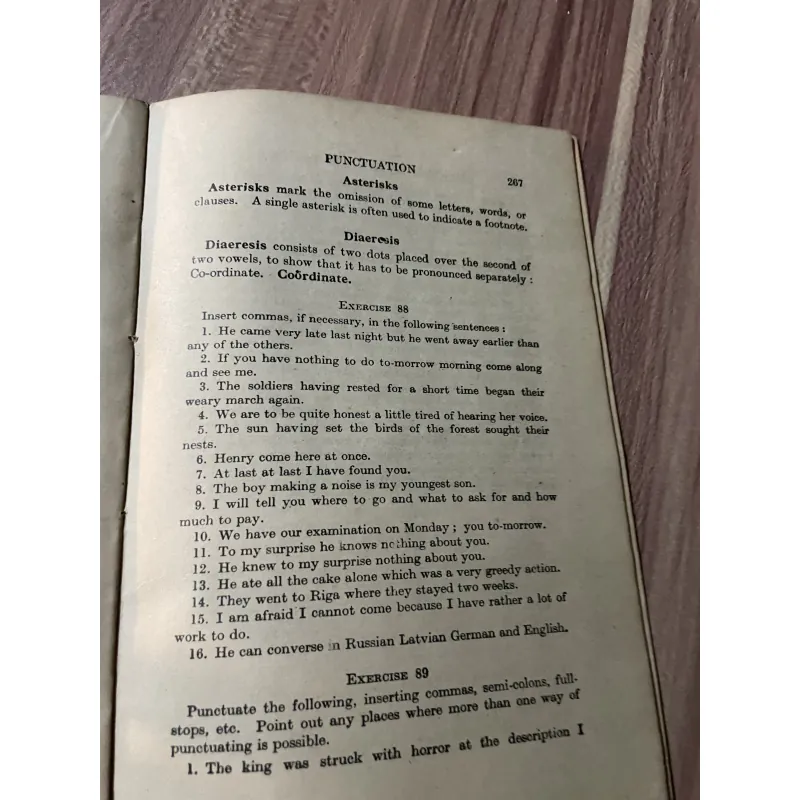 PUNCTUATION 267
Asterisks
Asterisks mark the omission of some letters, words, or
clauses. A single asterisk is often used to indicate a footnote.
Diaeresis
Diaeresis consists of two dots placed over the second of
two vowels, to show that it has to be pronounced separately :
Co-ordinate. Coördinate.
EXERCISE 88
Insert commas, if necessary, in the following sentences :
1. He came very late last night but he went away earlier than
any of the others.
2. If you have nothing to do to-morrow morning come along
and see me.
3. The soldiers having rested for a short time began their
weary march again.
4. We are to be quite honest a little tired of hearing her voice.
5. The sun having set the birds of the forest sought their
nests.
6. Henry come here at once.
7. At last at last I have found you.
8. The boy making a noise is my youngest son.
9. I will tell you where to go and what to ask for and how
much to pay.
10. We have our examination on Monday ; you to-morrow.
11. To my surprise he knows nothing about you.
12. He knew to my surprise nothing about you.
13. He ate all the cake alone which was a very greedy action.
14. They went to Riga where they stayed two weeks.
15. I am afraid I cannot come because I have rather a lot of
work to do.
16. He can converse in Russian Latvian German and English.
EXERCISE 89
Punctuate the following, inserting commas, semi-colons, full-
stops, etc. Point out any places where more than one way of
punctuating is possible.
1. The king was struck with horror at the description I